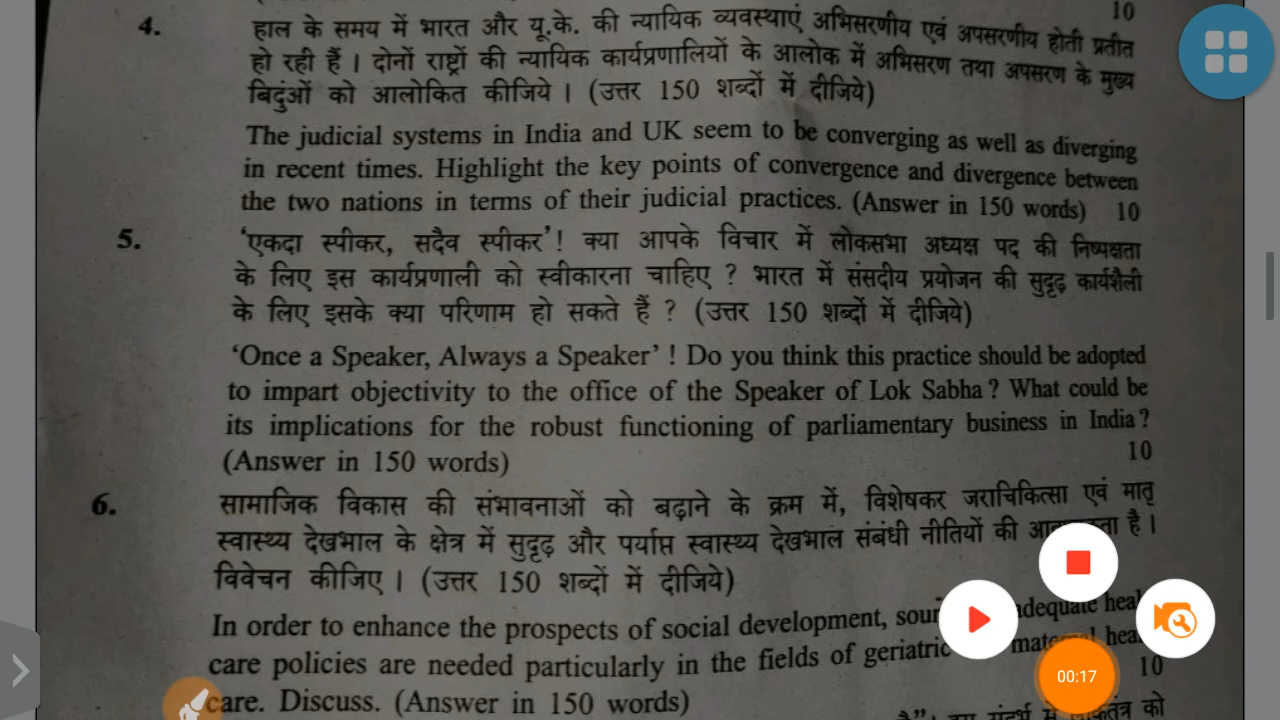 10
4. हाल के समय में भारत और यू.के. की न्यायिक व्यवस्थाएं अभिसरणीय एवं अपसरणीय होती प्रतीत
हो रही हैं । दोनों राष्ट्रों की न्यायिक कार्यप्रणालियों के आलोक में अभिसरण तथा अपसरण के मुख्य
बिदुंओं को आलोकित कीजिये । (उत्तर 150 शब्दों में दीजिये)
The judicial systems in India and UK seem to be converging as well as diverging
in recent times. Highlight the key points of convergence and divergence between
the two nations in terms of their judicial practices. (Answer in 150 words) 10
5. ‘एकदा स्पीकर, सदैव स्पीकर’! क्या आपके विचार में लोकसभा अध्यक्ष पद की निष्पक्षता
के लिए इस कार्यप्रणाली को स्वीकारना चाहिए ? भारत में संसदीय प्रयोजन की सुदृढ़ कार्यशैली
के लिए इसके क्या परिणाम हो सकते हैं ? (उत्तर 150 शब्दों में दीजिये)
‘Once a Speaker, Always a Speaker’ ! Do you think this practice should be adopted
to impart objectivity to the office of the Speaker of Lok Sabha ? What could be
its implications for the robust functioning of parliamentary business in India ?
(Answer in 150 words) 10
6. सामाजिक विकास की संभावनाओं को बढ़ाने के क्रम में, विशेषकर जराचिकित्सा एवं मातृ
स्वास्थ्य देखभाल के क्षेत्र में सुदृढ़ और पर्याप्त स्वास्थ्य देखभाल संबंधी नीतियों की है ।
विवेचन कीजिए । (उत्तर 150 शब्दों में दीजिये)
In order to enhance the prospects of social development, adequate
care policies are needed particularly in the fields of geriatric
care. Discuss. (Answer in 150 words) 10
00:17